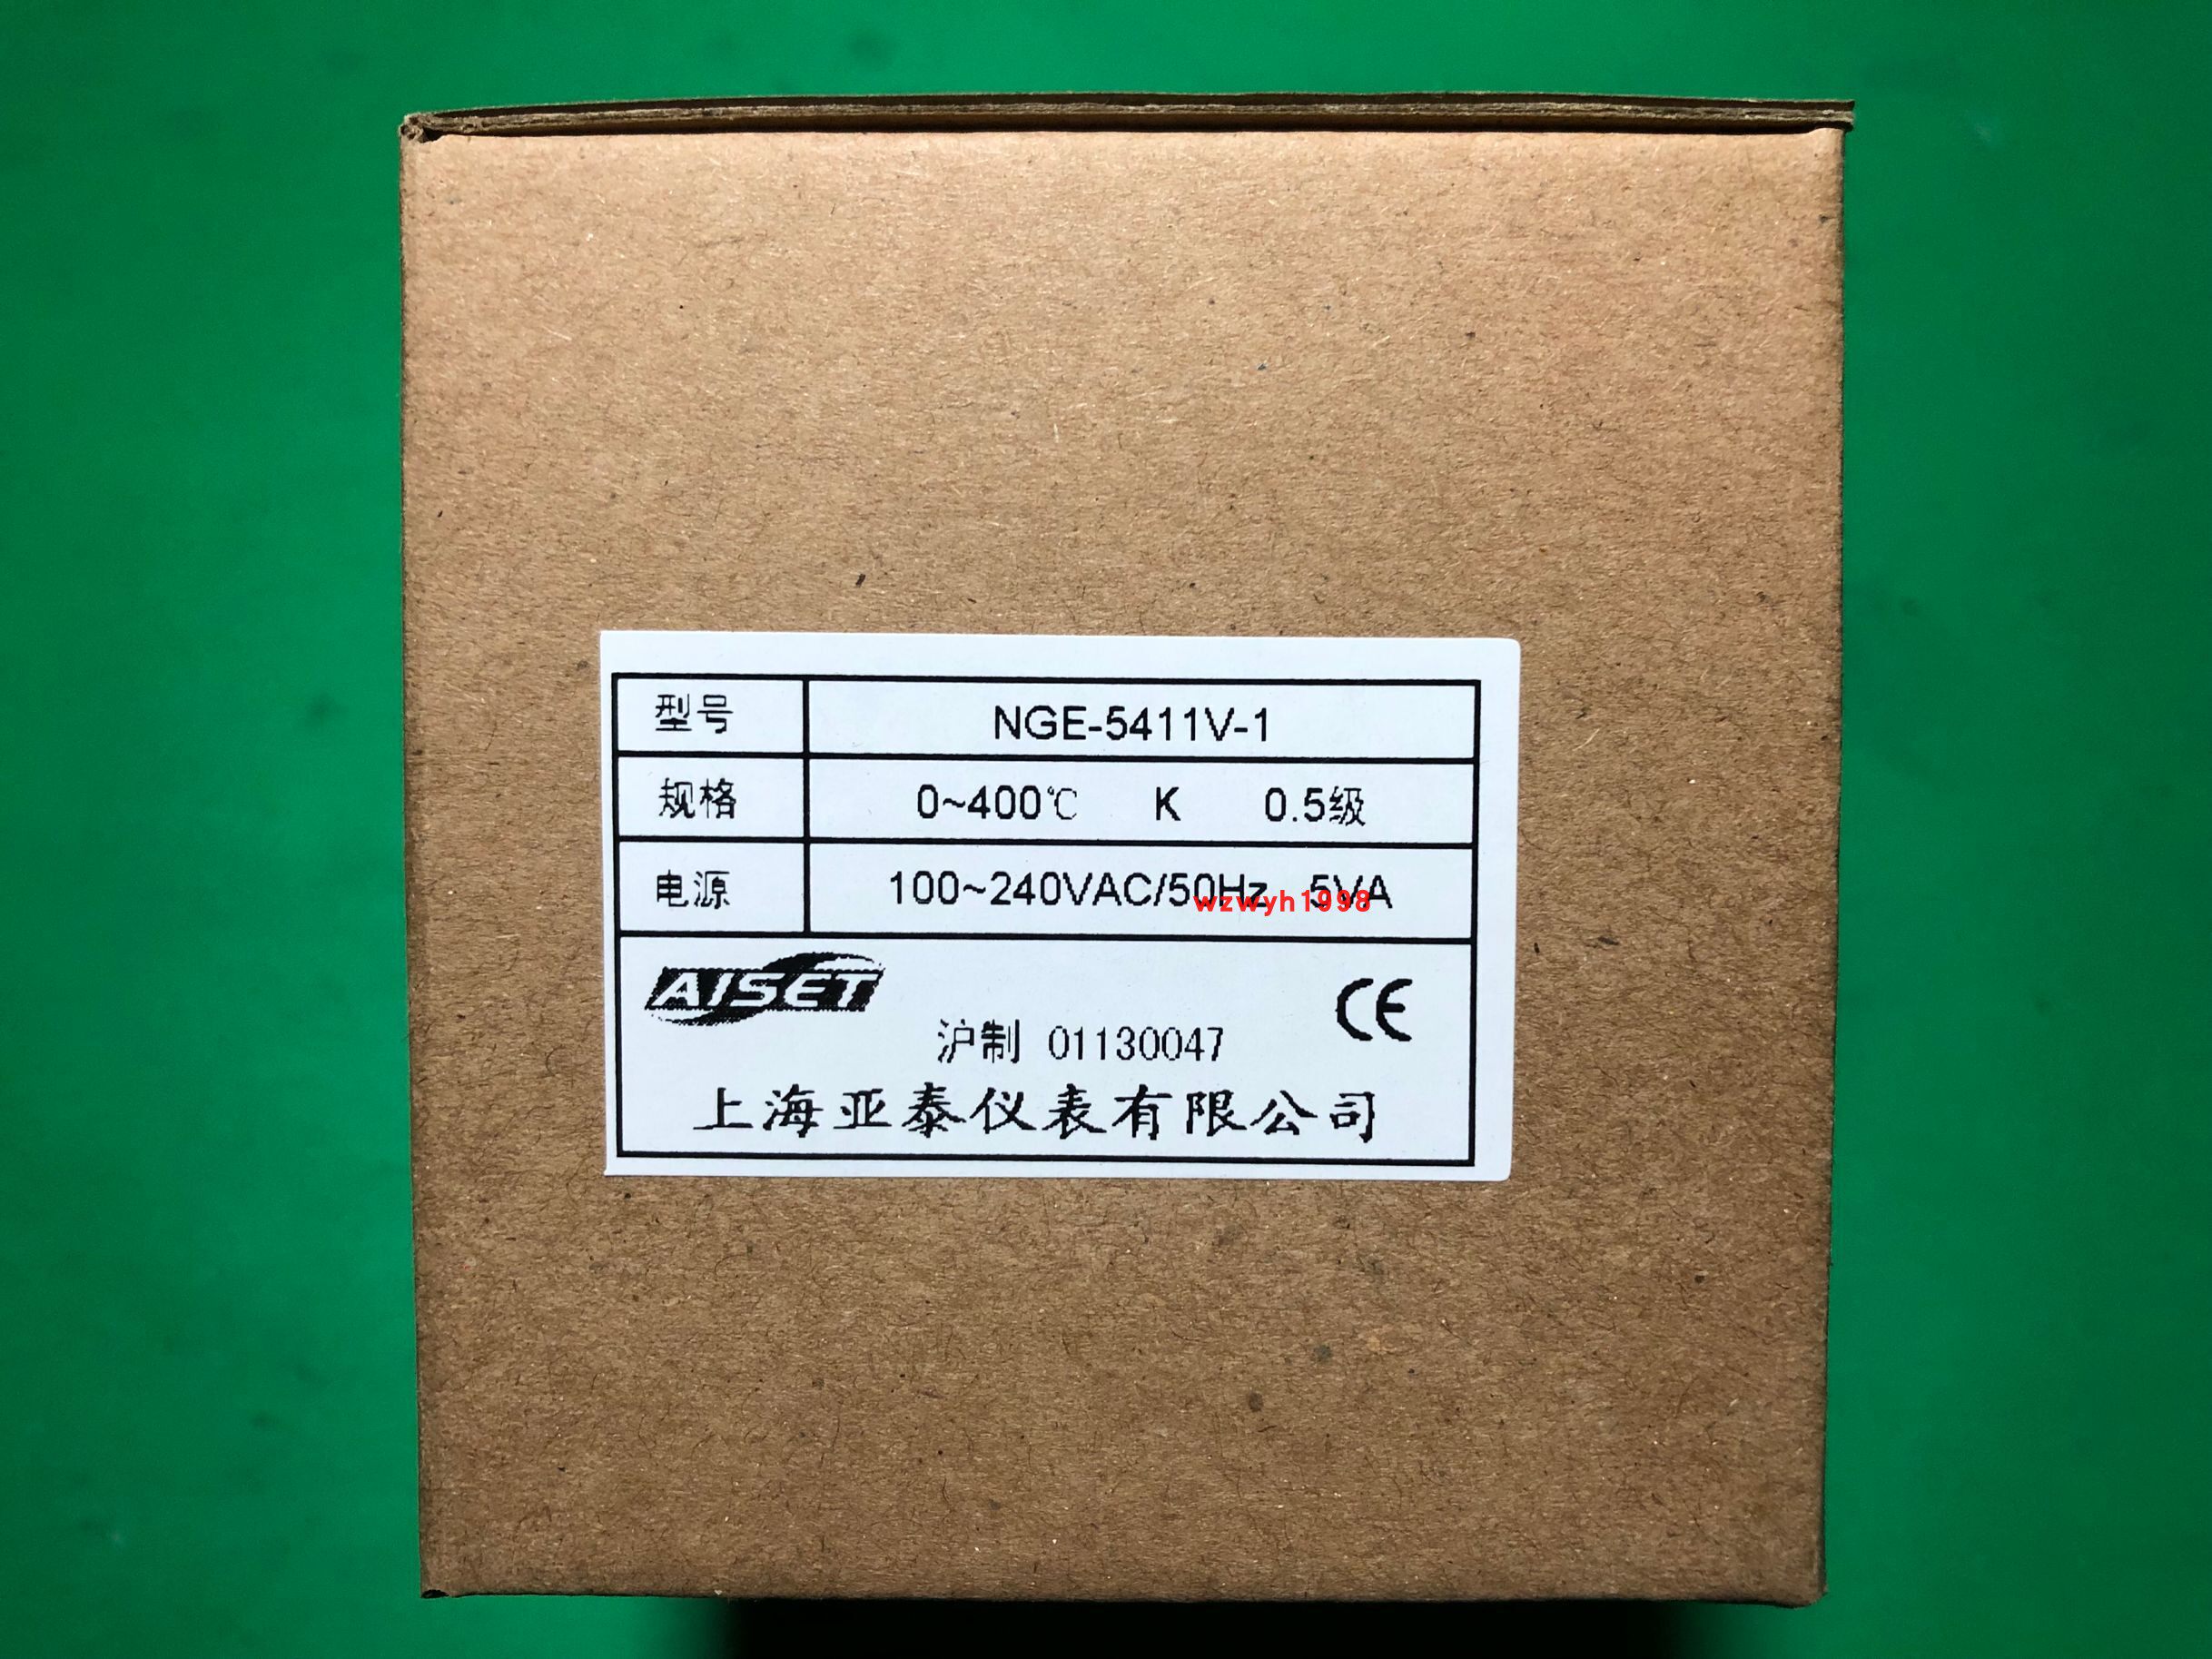 型号 NGE-5411V-1
规格 0~400℃ K 0.5级
电源 100~240VAC/50Hz 5VA
wzwyh1998
AISET
CE
沪制 01130047
上海亚泰仪表有限公司